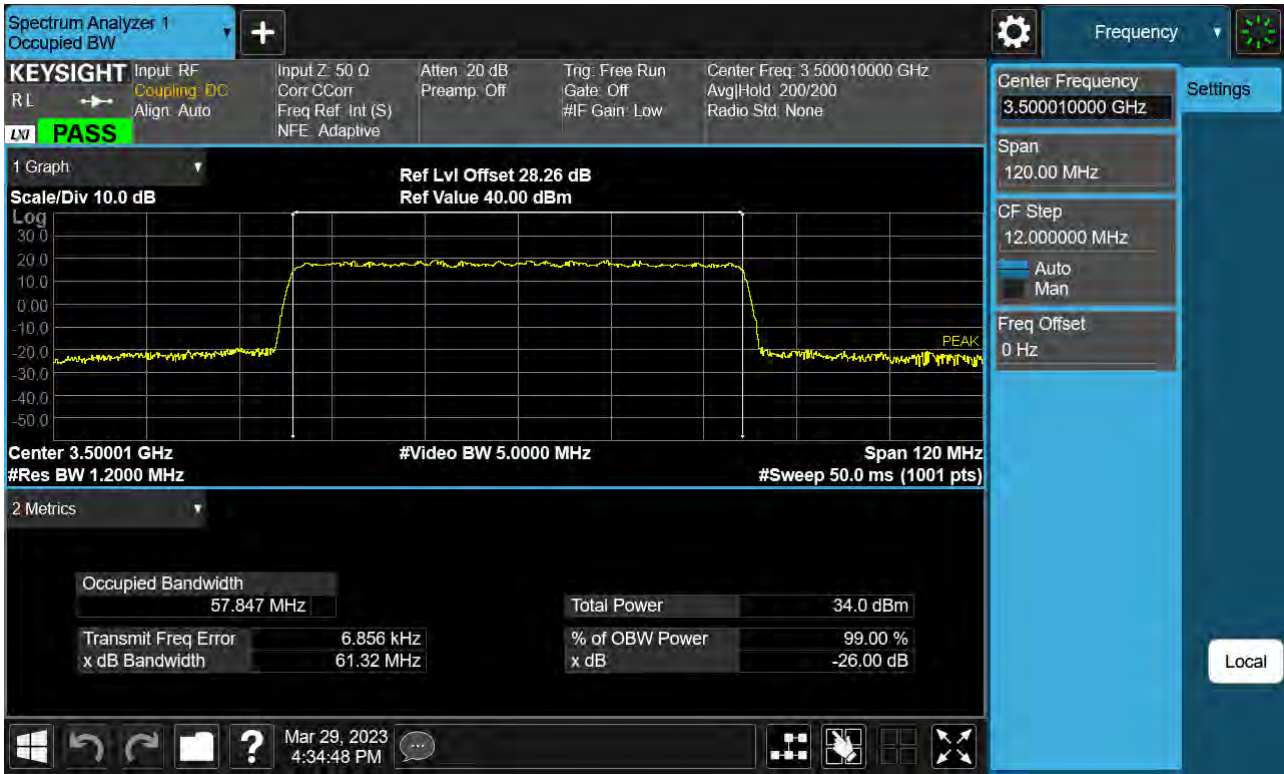 Spectrum Analyzer 1
Occupied BW
+
Frequency
KEYSIGHT
RL
LXI
PASS
Input: RF
Coupling: DC
Align: Auto
Input Z: 50 Ω
Corr CCorr
Freq Ref: Int (S)
NFE: Adaptive
Atten: 20 dB
Preamp: Off
Trig: Free Run
Gate: Off
#IF Gain: Low
Center Freq: 3.500010000 GHz
Avg|Hold: 200/200
Radio Std: None
Center Frequency
3.500010000 GHz
Settings
Span
120.00 MHz
CF Step
12.000000 MHz
Auto
Man
Freq Offset
0 Hz
Local
1 Graph
Scale/Div 10.0 dB
Ref Lvl Offset 28.26 dB
Ref Value 40.00 dBm
Log
30.0
20.0
10.0
0.00
-10.0
-20.0
-30.0
-40.0
-50.0
PEAK
Center 3.50001 GHz
#Video BW 5.0000 MHz
Span 120 MHz
#Res BW 1.2000 MHz
#Sweep 50.0 ms (1001 pts)
2 Metrics
Occupied Bandwidth
57.847 MHz
Total Power 34.0 dBm
Transmit Freq Error 6.856 kHz
% of OBW Power 99.00 %
x dB Bandwidth 61.32 MHz
x dB -26.00 dB
?
Mar 29, 2023
4:34:48 PM